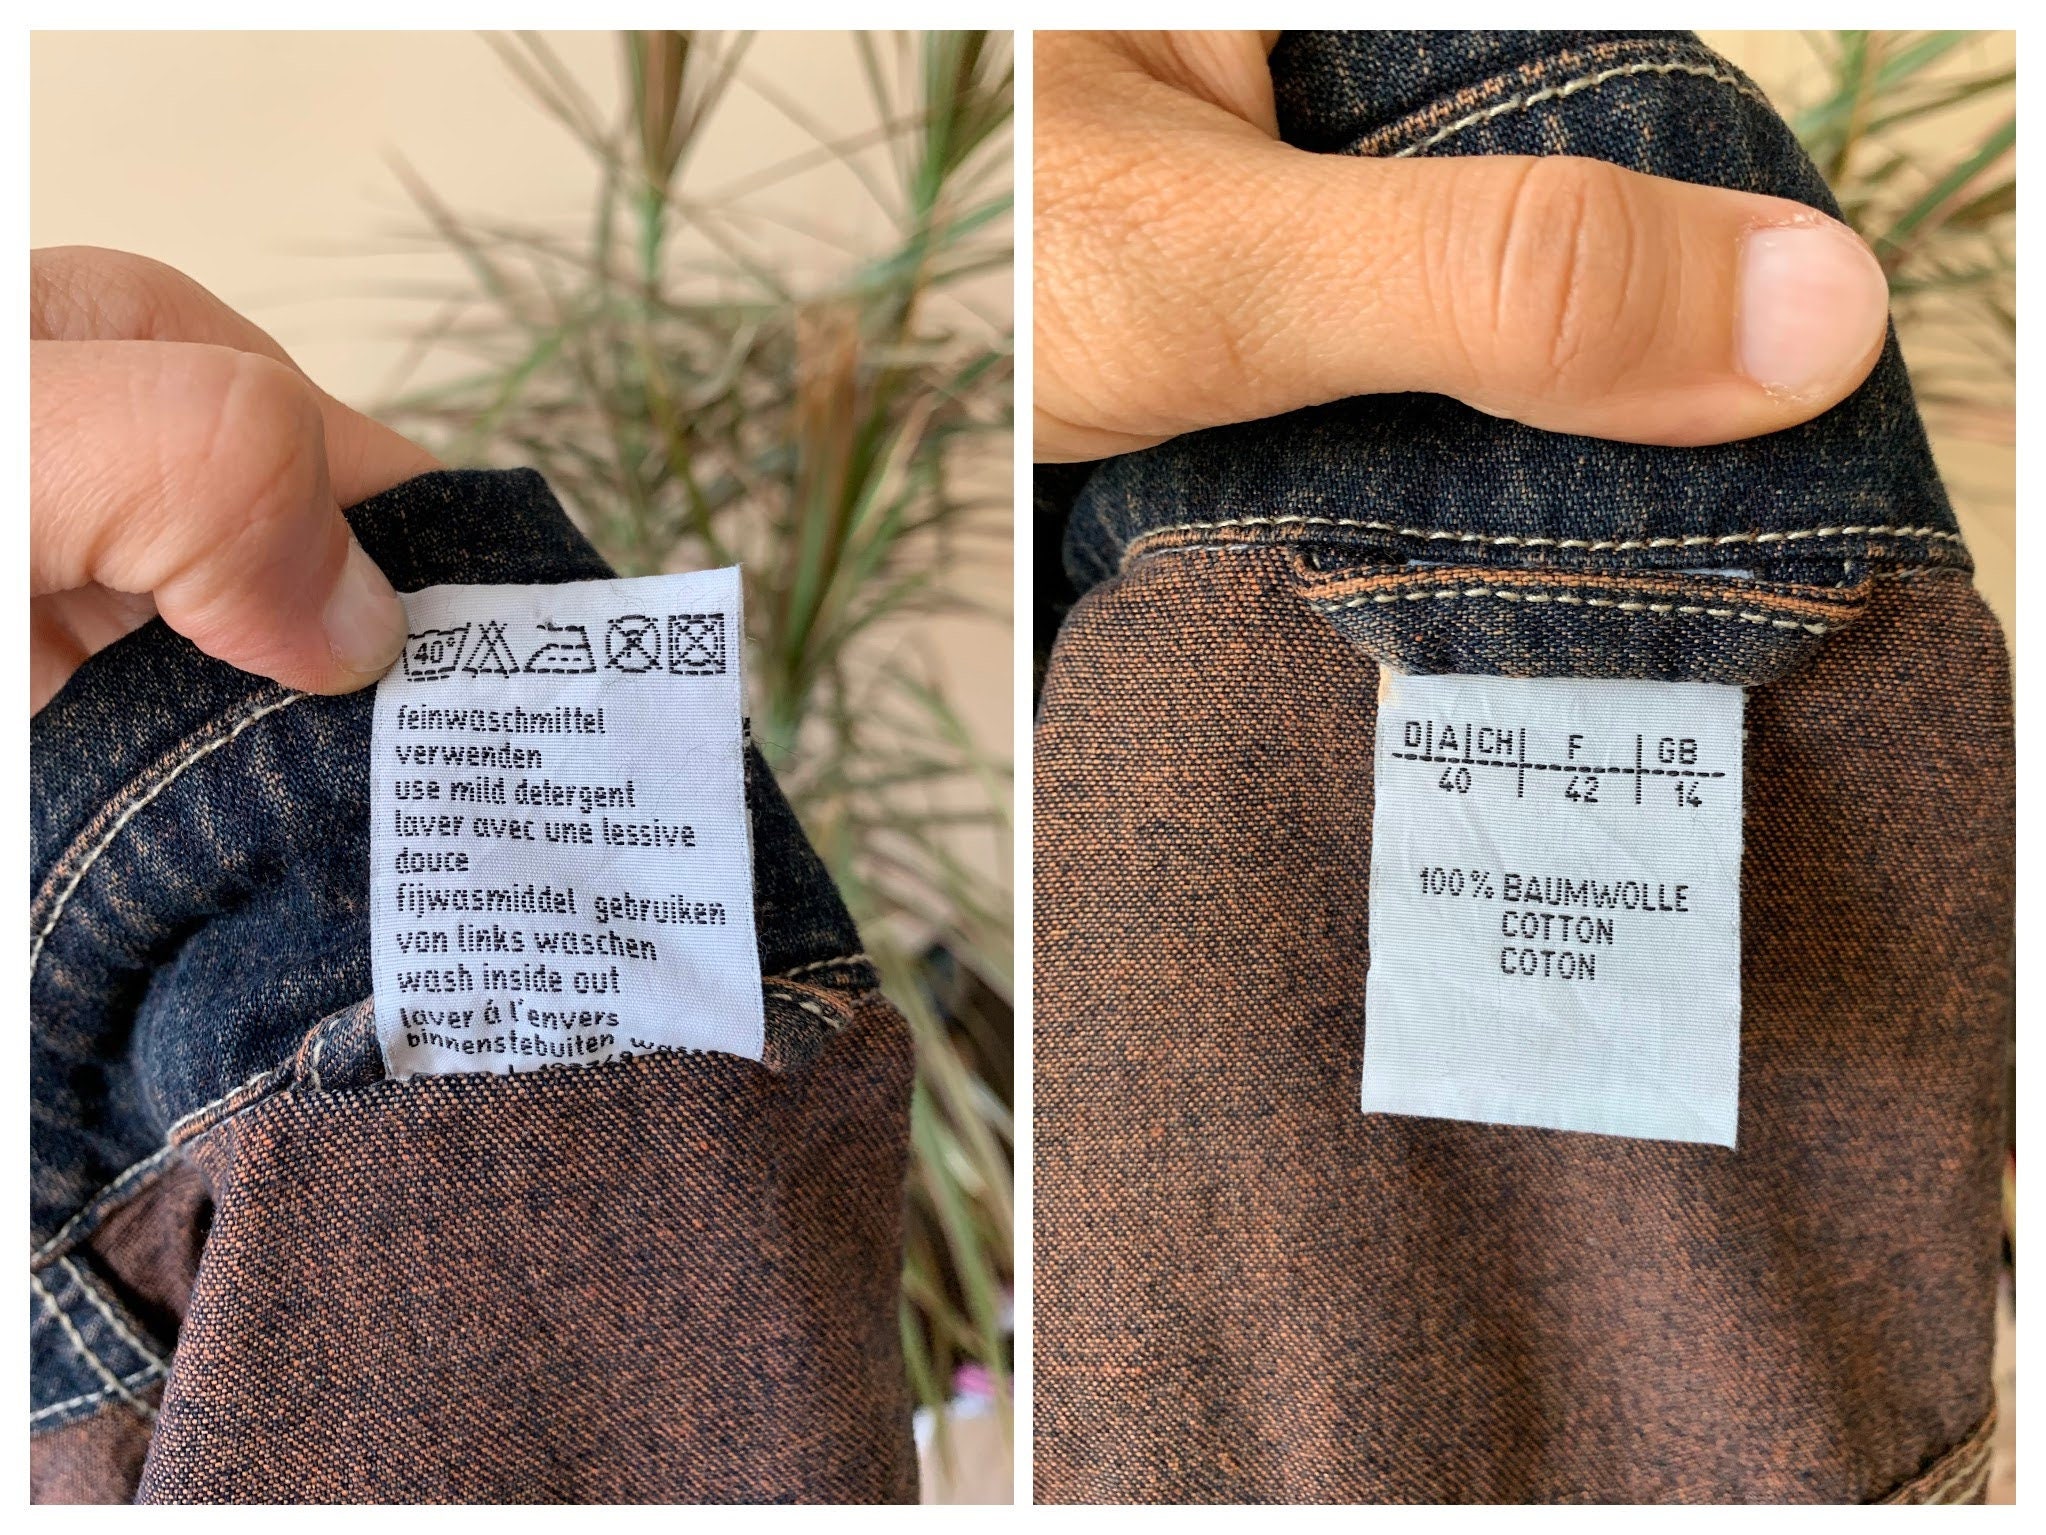 40°
feinwaschmittel
verwenden
use mild detergent
laver avec une lessive
douce
fijwasmiddel gebruiken
von links waschen
wash inside out
laver á l'envers
binnenstebuiten
D|A|CH| F | GB
40 | 42 | 14
100% BAUMWOLLE
COTTON
COTON